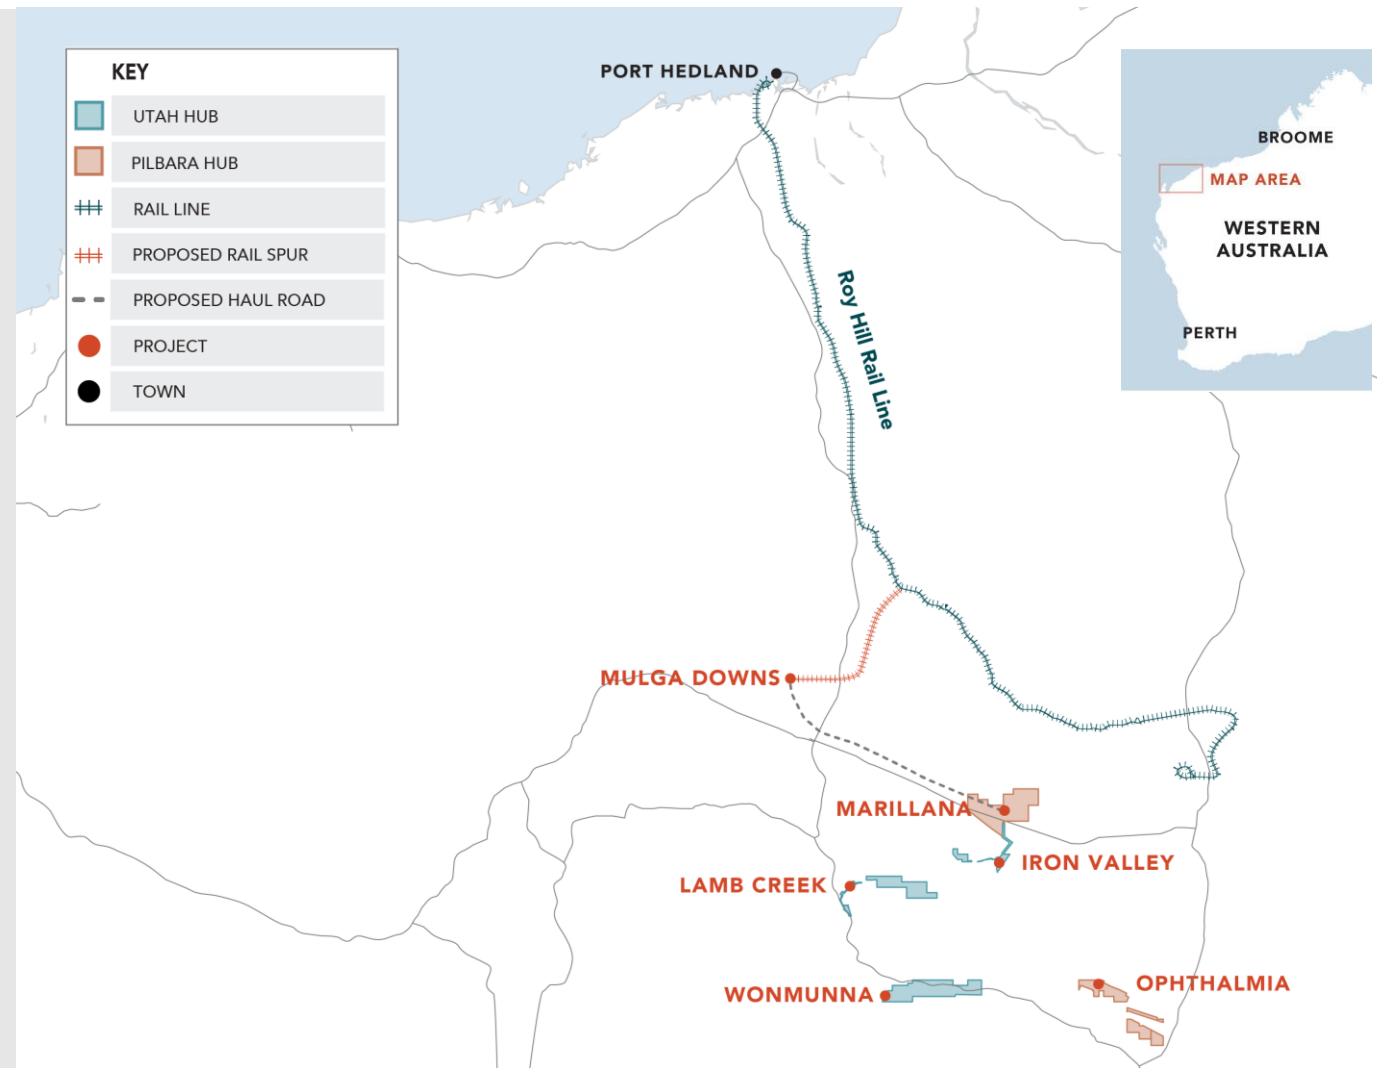 KEY
UTAH HUB
PILBARA HUB
RAIL LINE
PROPOSED RAIL SPUR
PROPOSED HAUL ROAD
PROJECT
TOWN
PORT HEDLAND
Roy Hill Rail Line
BROOME
MAP AREA
WESTERN
AUSTRALIA
PERTH
MULGA DOWNS
MARILLANA
IRON VALLEY
LAMB CREEK
WONMUNNA
OPHTHALMIA